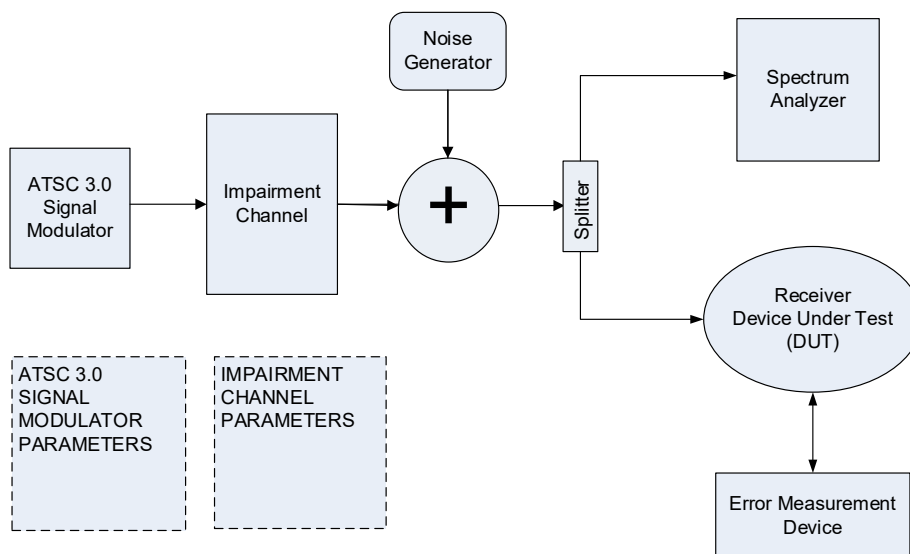 Noise
Generator
Spectrum
Analyzer
ATSC 3.0
Signal
Modulator
Impairment
Channel
+
Splitter
Receiver
Device Under Test
(DUT)
ATSC 3.0
SIGNAL
MODULATOR
PARAMETERS
IMPAIRMENT
CHANNEL
PARAMETERS
Error Measurement
Device